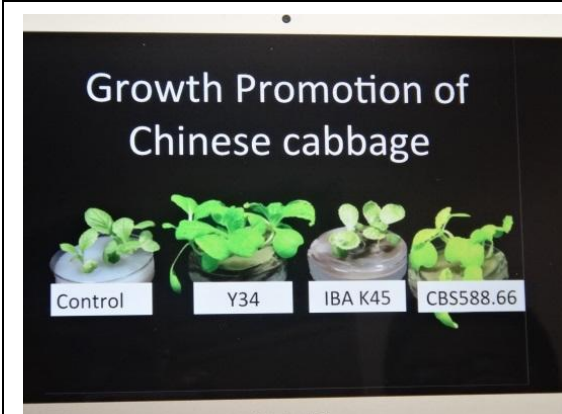 Growth Promotion of
Chinese cabbage
Control
Y34
IBA K45
CBS588.66